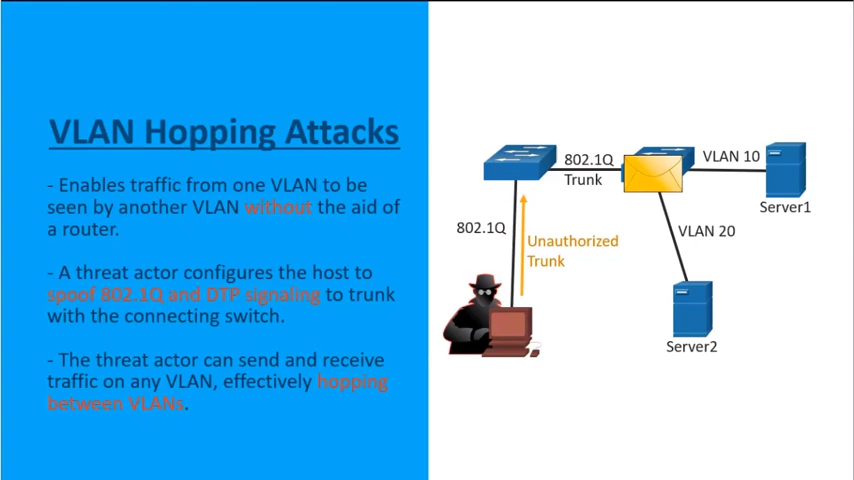 VLAN Hopping Attacks
- Enables traffic from one VLAN to be
seen by another VLAN without the aid of
a router.
- A threat actor configures the host to
spoof 802.1Q and DTP signaling to trunk
with the connecting switch.
- The threat actor can send and receive
traffic on any VLAN, effectively hopping
between VLANs.
802.1Q
Trunk
VLAN 10
Server1
802.1Q
Unauthorized
Trunk
VLAN 20
Server2